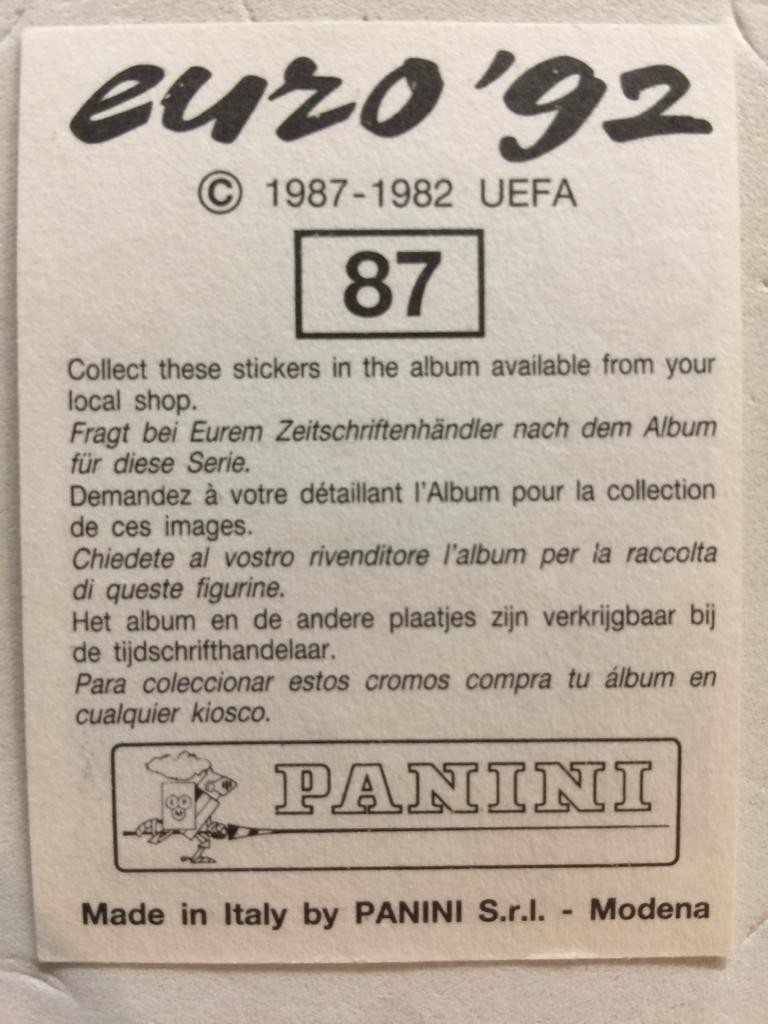 euro '92
© 1987-1982 UEFA
87
Collect these stickers in the album available from your
local shop.
Fragt bei Eurem Zeitschriftenhändler nach dem Album
für diese Serie.
Demandez à votre détaillant l'Album pour la collection
de ces images.
Chiedete al vostro rivenditore l'album per la raccolta
di queste figurine.
Het album en de andere plaatjes zijn verkrijgbaar bij
de tijdschrifthandelaar.
Para coleccionar estos cromos compra tu álbum en
cualquier kiosco.
PANINI
Made in Italy by PANINI S.r.l. - Modena